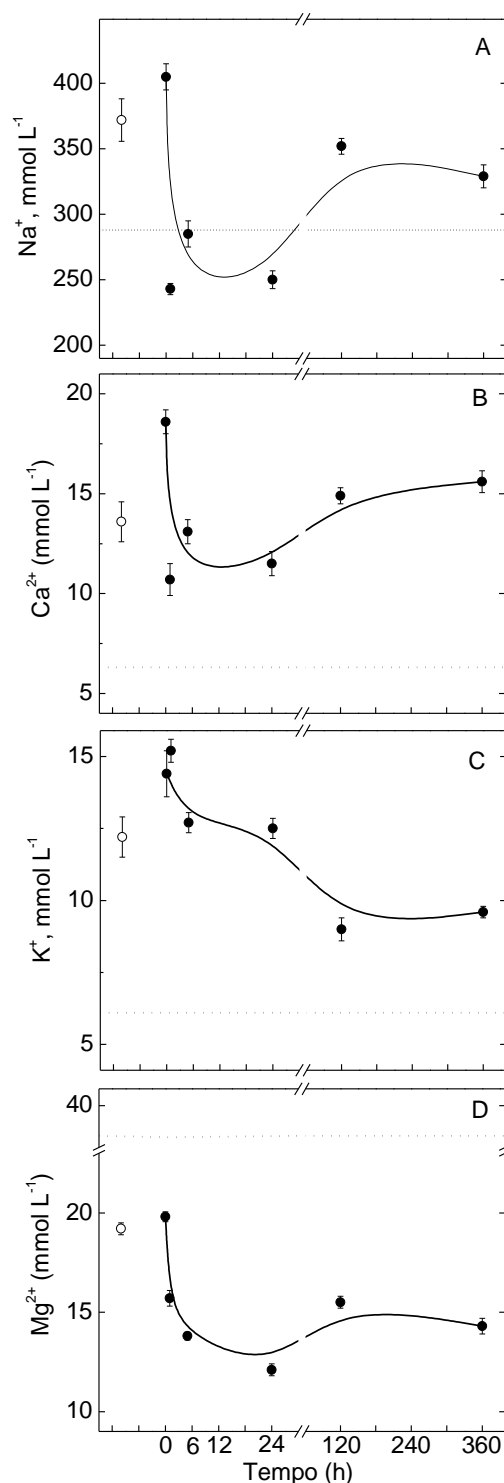 A
400
350
300
250
200
Na⁺, mmol L⁻¹
B
20
15
10
5
Ca²⁺ (mmol L⁻¹)
C
15
10
5
K⁺, mmol L⁻¹
D
40
20
15
10
Mg²⁺ (mmol L⁻¹)
0 6 12 24 120 240 360
Tempo (h)